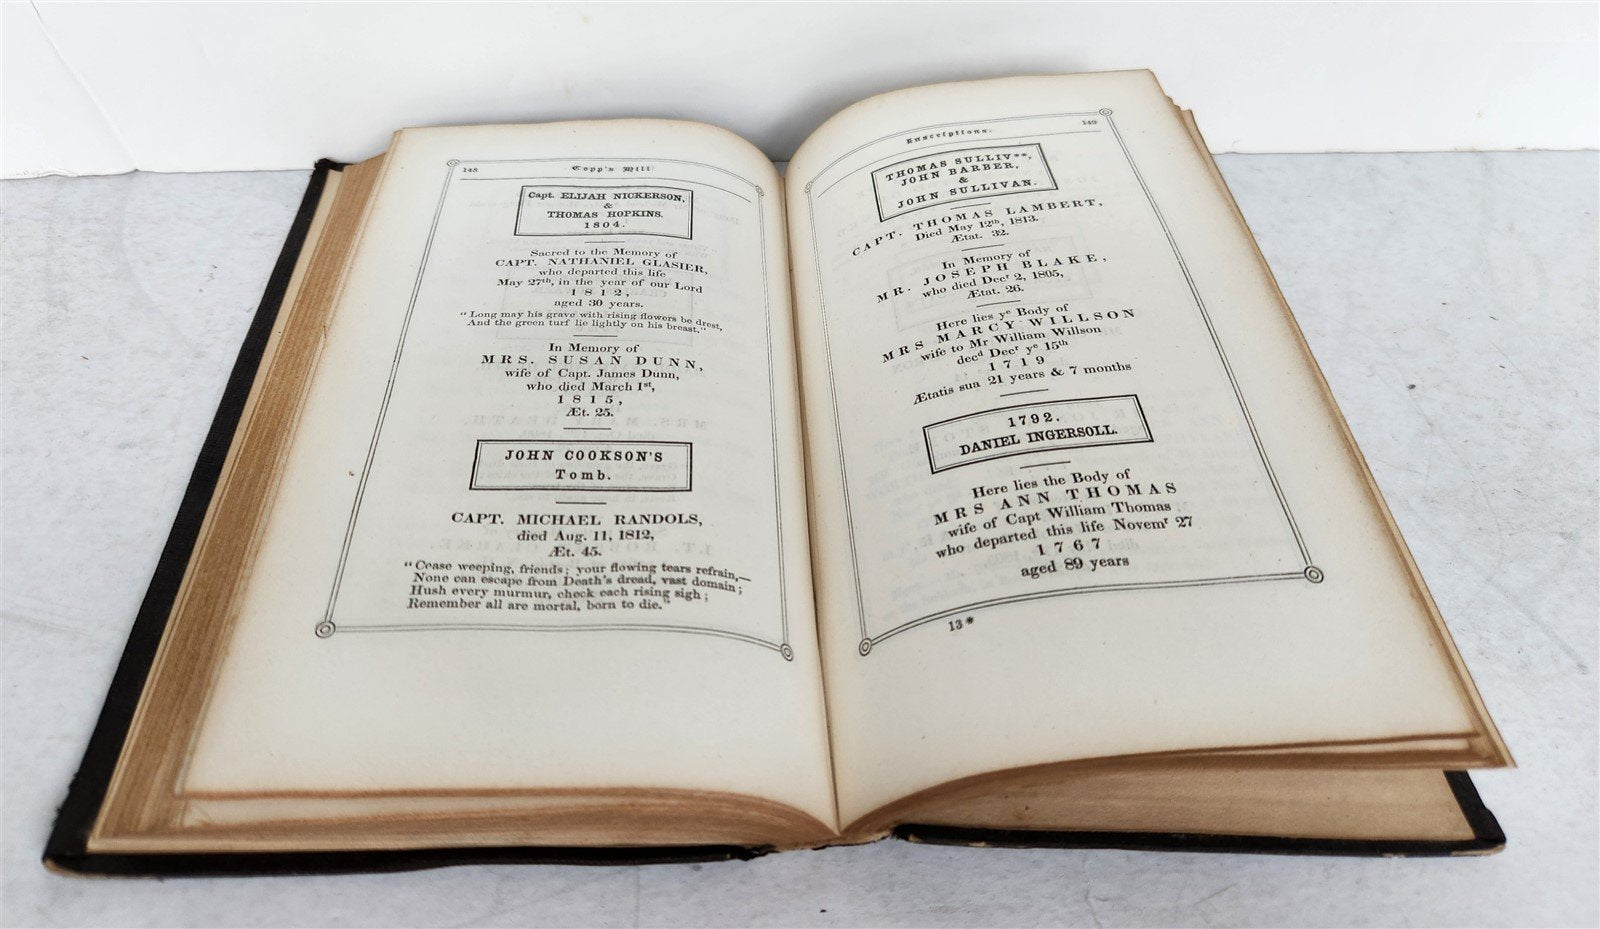 148
Copp's Hill
Capt. ELIJAH NICKERSON,
&
THOMAS HOPKINS.
1804.
Sacred to the Memory of
CAPT. NATHANIEL GLASIER,
who departed this life
May 27th, in the year of our Lord
1812,
aged 30 years.
"Long may his grave with rising flowers be drest,
And the green turf lie lightly on his breast."
In Memory of
MRS. SUSAN DUNN,
wife of Capt. James Dunn,
who died March 1st,
1815,
Æt. 25.
JOHN COOKSON'S
Tomb.
CAPT. MICHAEL RANDOLS,
died Aug. 11, 1812,
Æt. 45.
"Cease weeping, friends; your flowing tears refrain,—
None can escape from Death's dread, vast domain;
Hush every murmur, check each rising sigh;
Remember all are mortal, born to die."
Inscriptions.
149
THOMAS SULLIV**,
JOHN BARBER,
&
JOHN SULLIVAN.
CAPT. THOMAS LAMBERT,
Died May 12th, 1813.
Ætat. 32.
In Memory of
MR. JOSEPH BLAKE,
who died Decr 2, 1805,
Ætat. 26.
Here lies ye Body of
MRS MARCY WILLSON
wife to Mr William Willson
decd Decr ye 15th
1719
Ætatis sua 21 years & 7 months
1792.
DANIEL INGERSOLL.
Here lies the Body of
MRS ANN THOMAS
wife of Capt William Thomas
who departed this life Novemr 27
1767
aged 89 years
13*